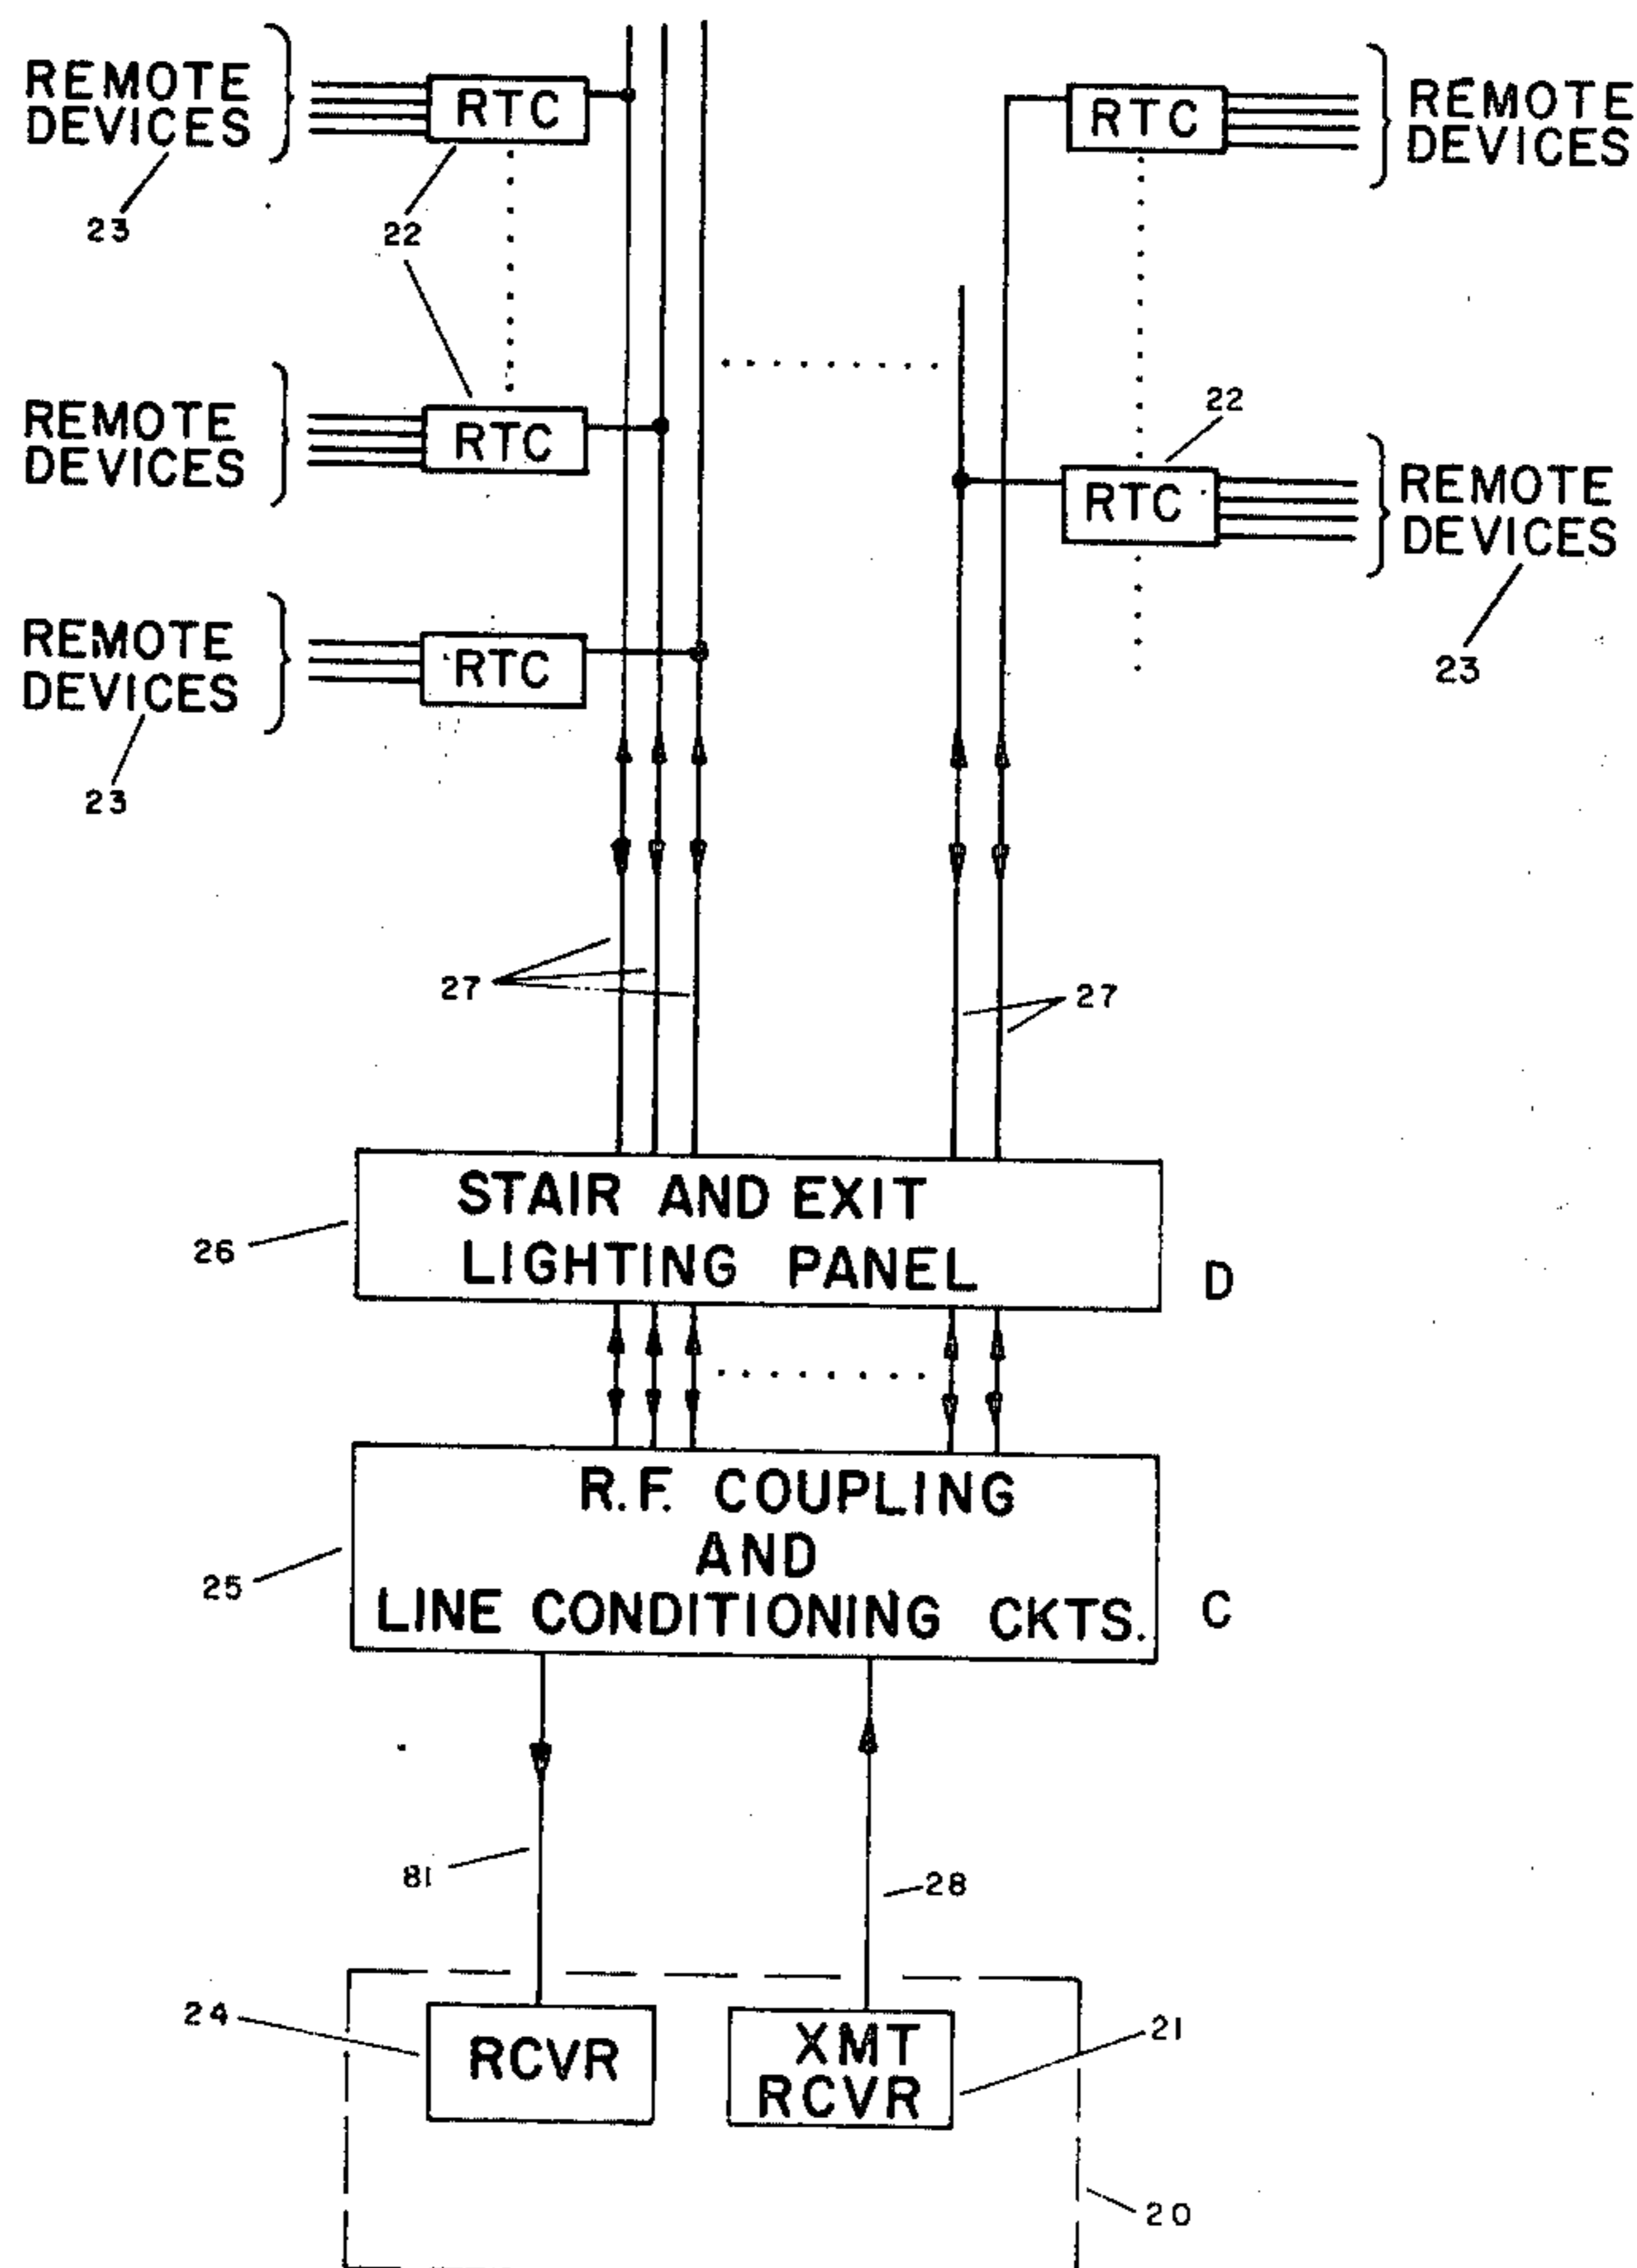 REMOTE
DEVICES
23
RTC
22
RTC
REMOTE
DEVICES
REMOTE
DEVICES
RTC
22
RTC
REMOTE
DEVICES
23
REMOTE
DEVICES
23
RTC
27
27
STAIR AND EXIT
LIGHTING PANEL
26
D
R.F. COUPLING
AND
LINE CONDITIONING CKTS.
25
C
81
28
24
RCVR
XMT
RCVR
21
20